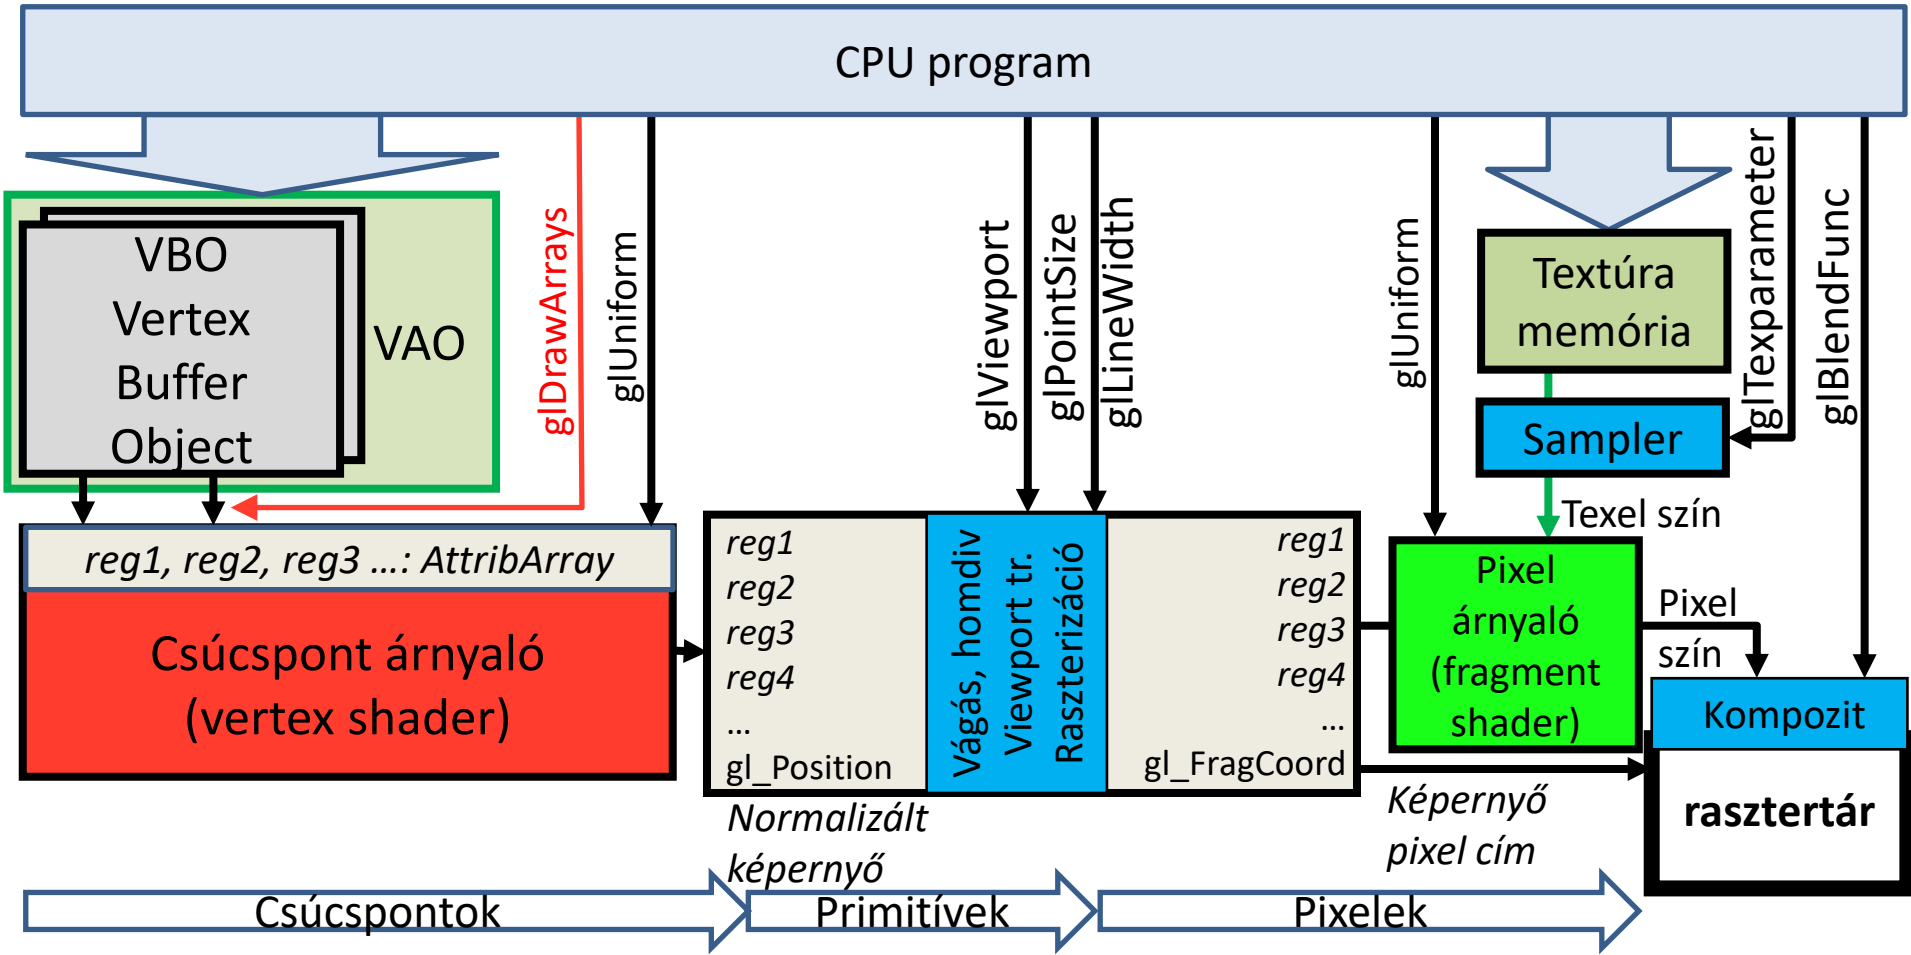 CPU program
VBO
Vertex
Buffer
Object
VAO
glDrawArrays
glUniform
glViewport
glPointSize
glLineWidth
glUniform
Textúra
memória
glTexparameter
glBlendFunc
Sampler
Texel szín
reg1, reg2, reg3 ...: AttribArray
Csúcspont árnyaló
(vertex shader)
reg1
reg2
reg3
reg4
...
gl_Position
Vágás, homdiv
Viewport tr.
Raszterizáció
reg1
reg2
reg3
reg4
...
gl_FragCoord
Pixel
árnyaló
(fragment
shader)
Pixel
szín
Kompozit
rasztertár
Normalizált
képernyő
Képernyő
pixel cím
Csúcspontok
Primitívek
Pixelek